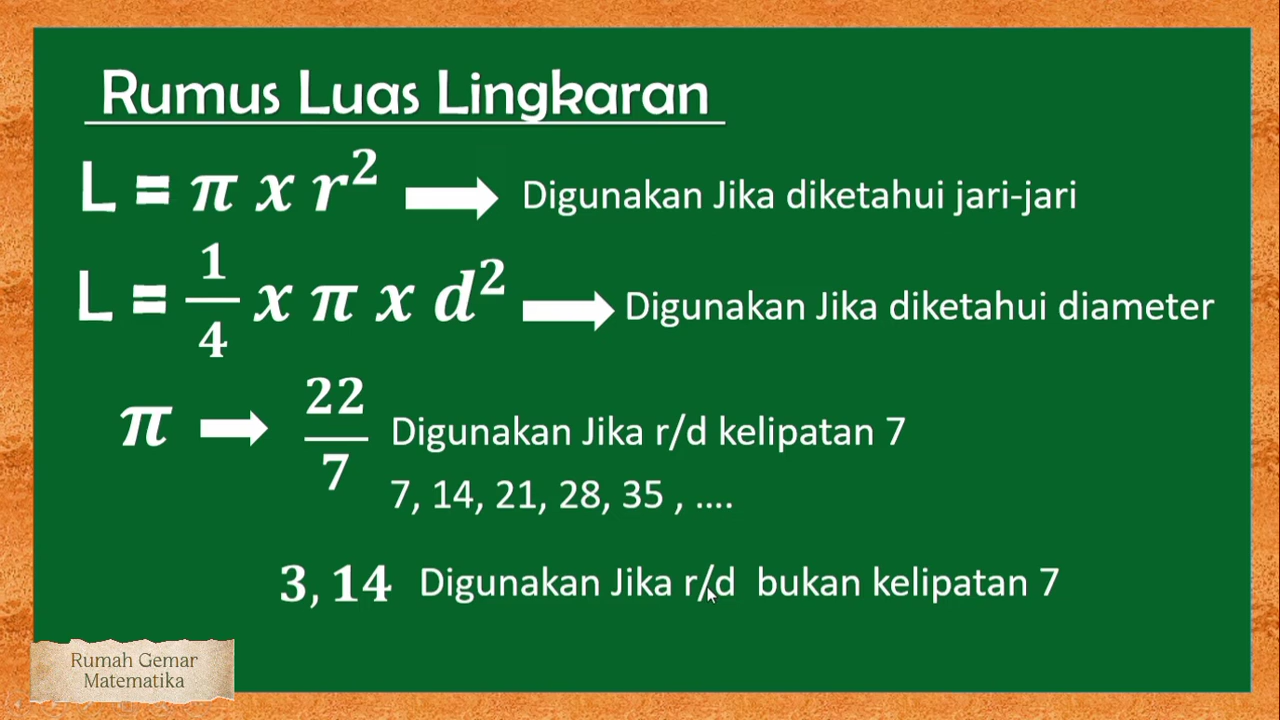 Rumus Luas Lingkaran
L = π x r² Digunakan Jika diketahui jari-jari
L = 1/4 x π x d² Digunakan Jika diketahui diameter
π 22/7 Digunakan Jika r/d kelipatan 7
7, 14, 21, 28, 35 , ....
3, 14 Digunakan Jika r/d bukan kelipatan 7
Rumah Gemar
Matematika